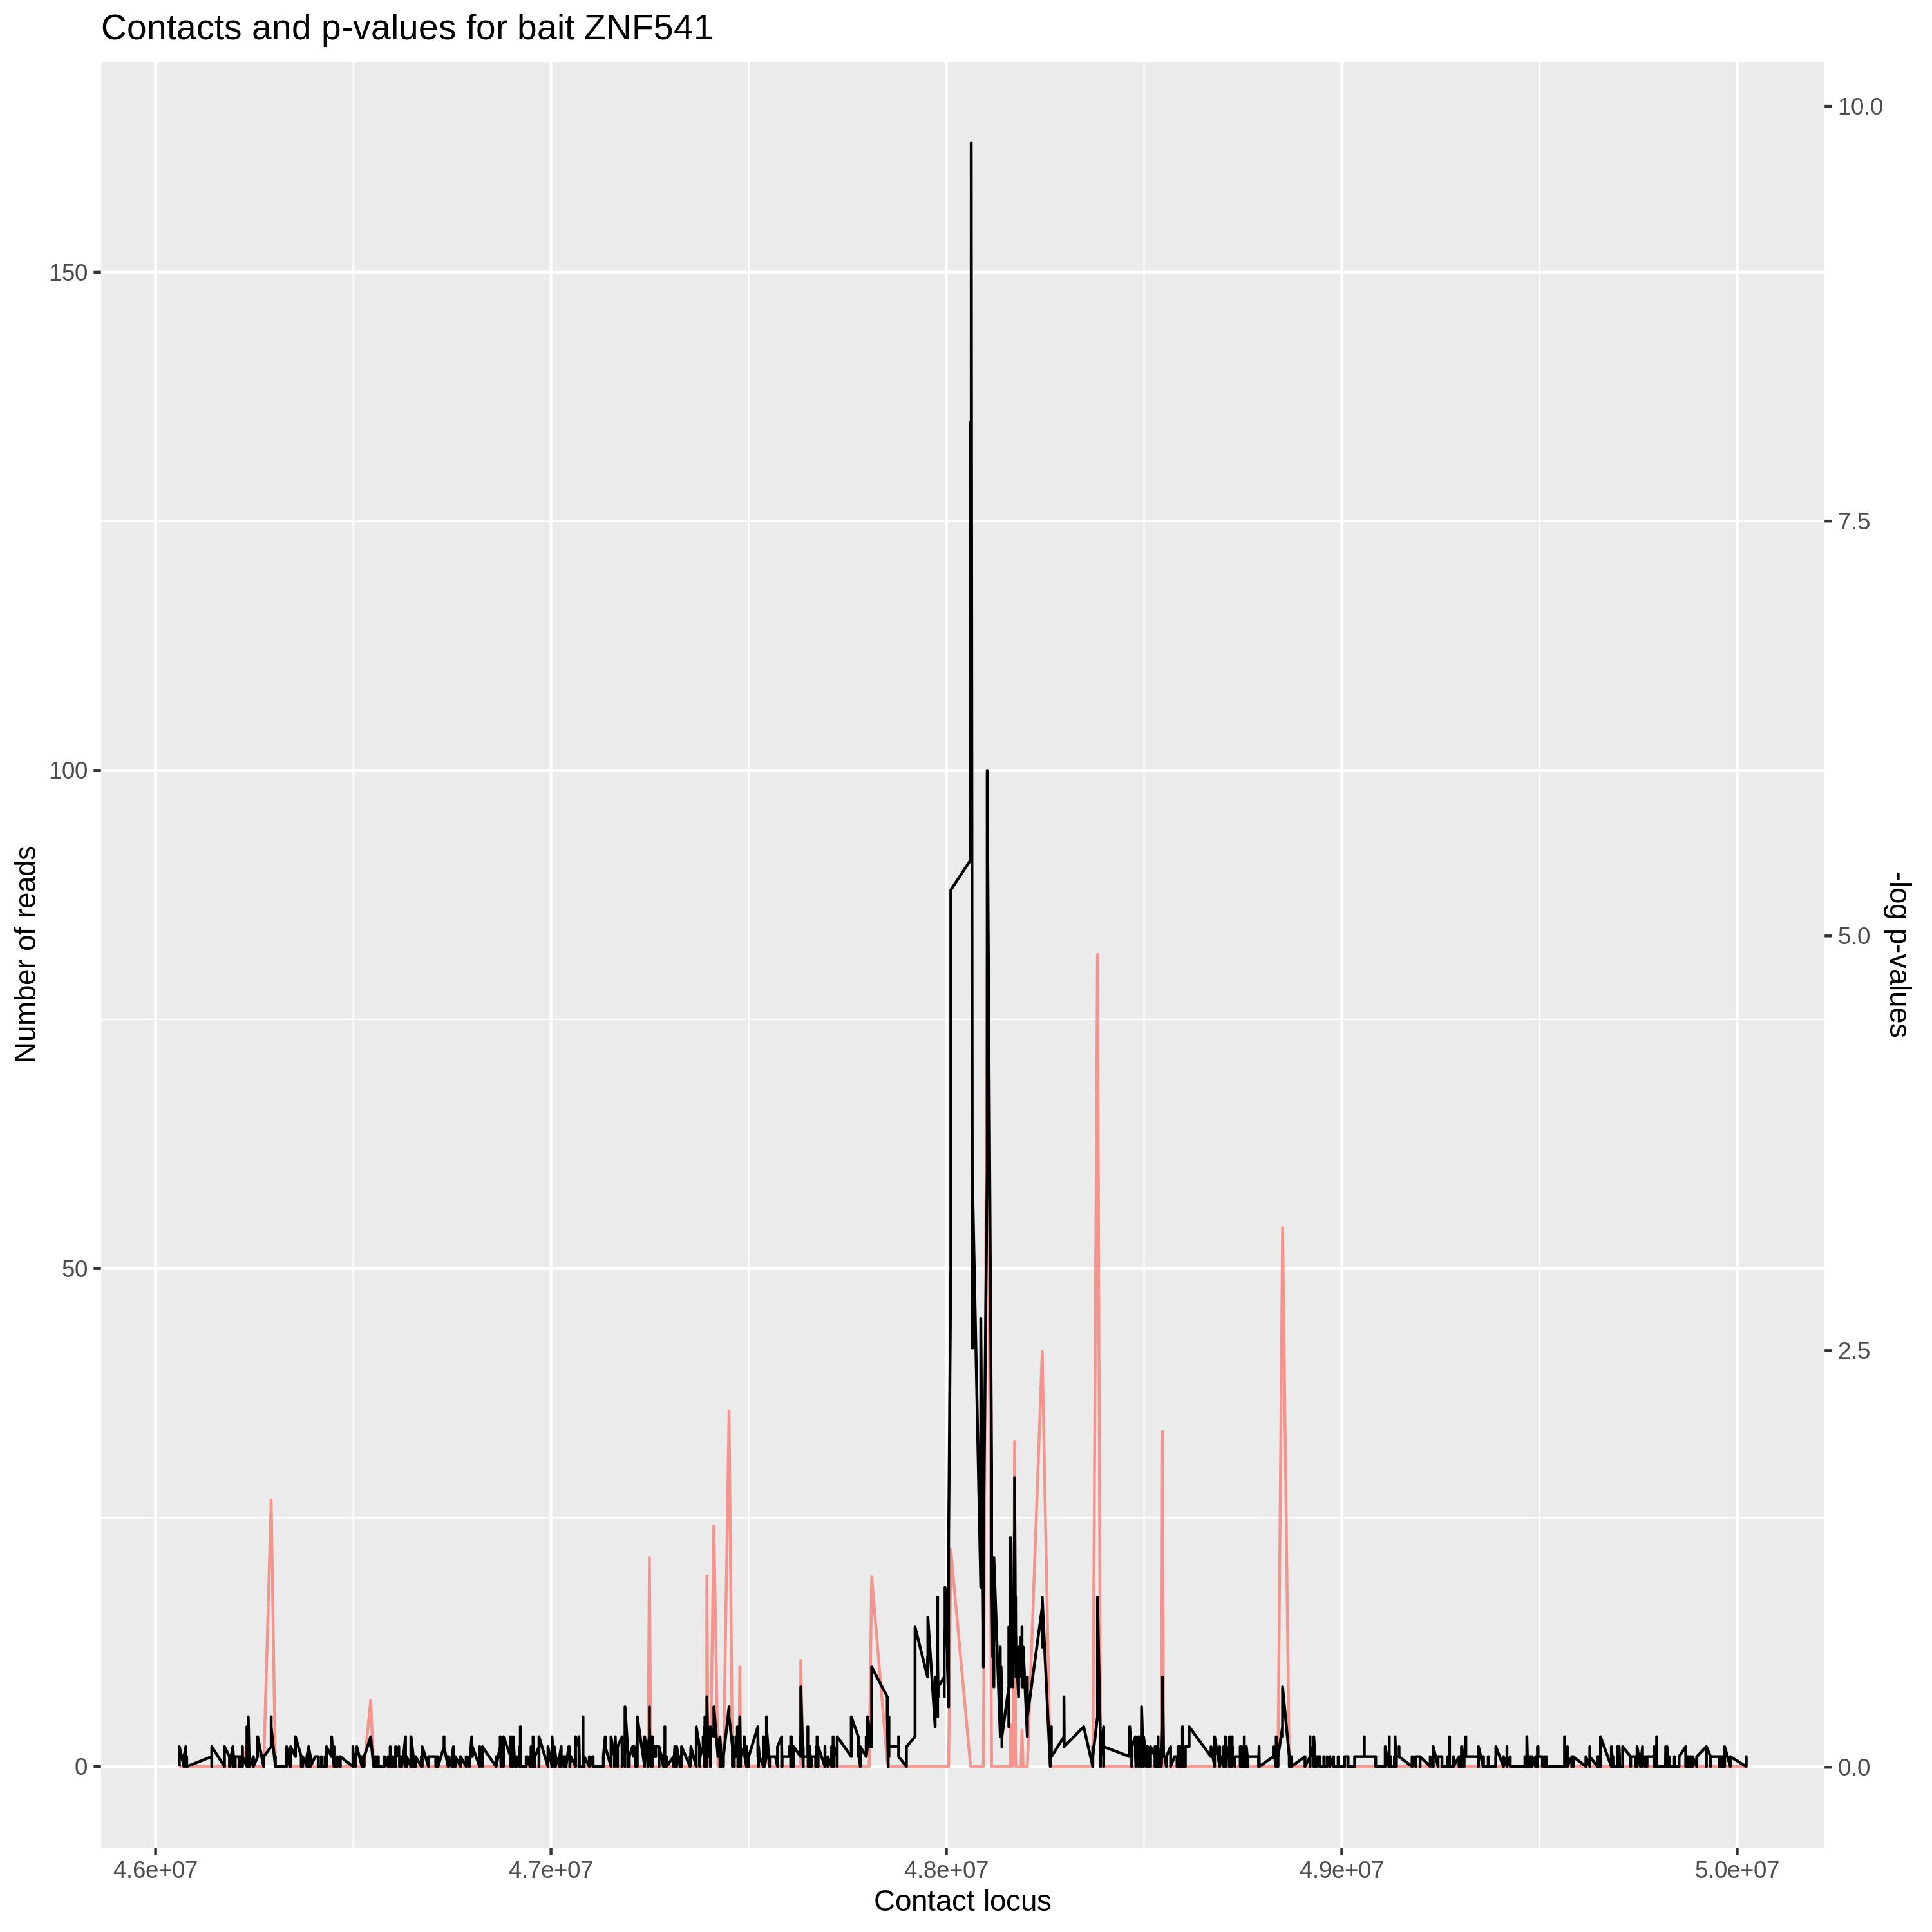 Contacts and p-values for bait ZNF541
150
100
50
0
Number of reads
10.0
7.5
5.0
2.5
0.0
-log p-values
4.6e+07
4.7e+07
4.8e+07
4.9e+07
5.0e+07
Contact locus